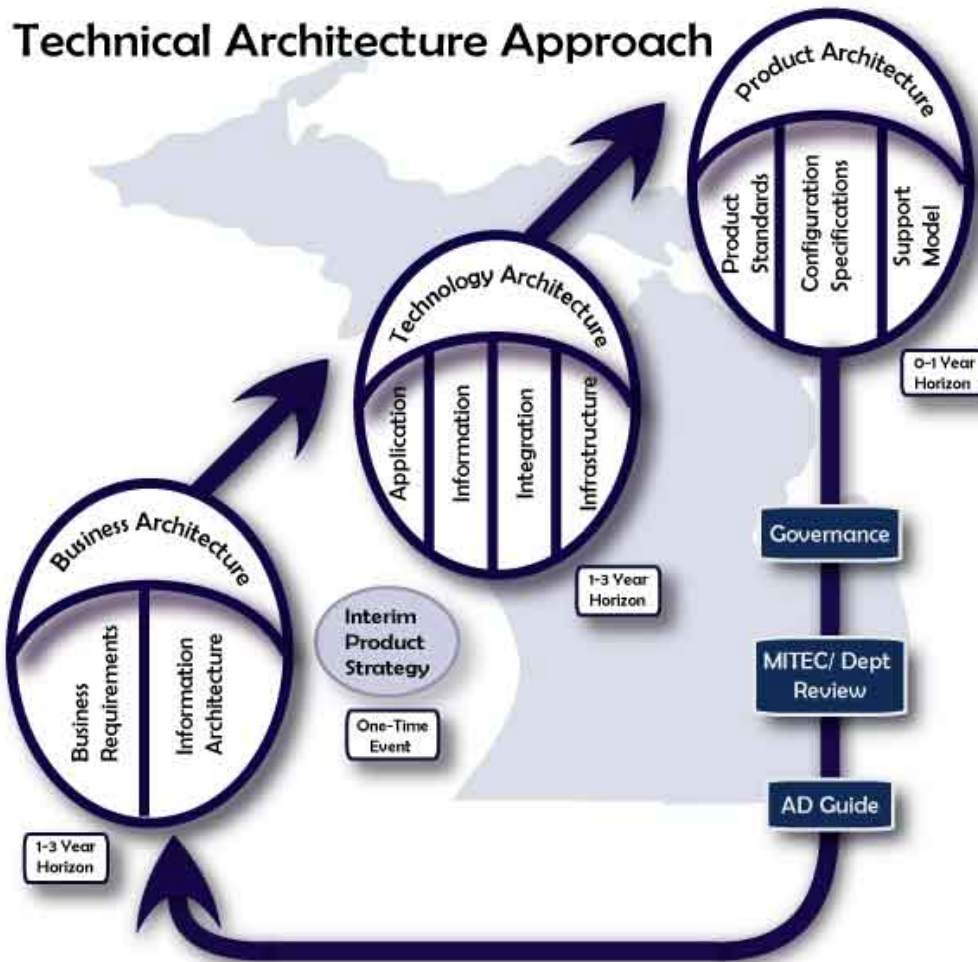 Technical Architecture Approach
Product Architecture
Product
Standards
Configuration
Specifications
Support
Model
0-1 Year
Horizon
Technology Architecture
Application
Information
Integration
Infrastructure
1-3 Year
Horizon
Business Architecture
Business
Requirements
Information
Architecture
1-3 Year
Horizon
Interim
Product
Strategy
One-Time
Event
Governance
MITEC/ Dept
Review
AD Guide